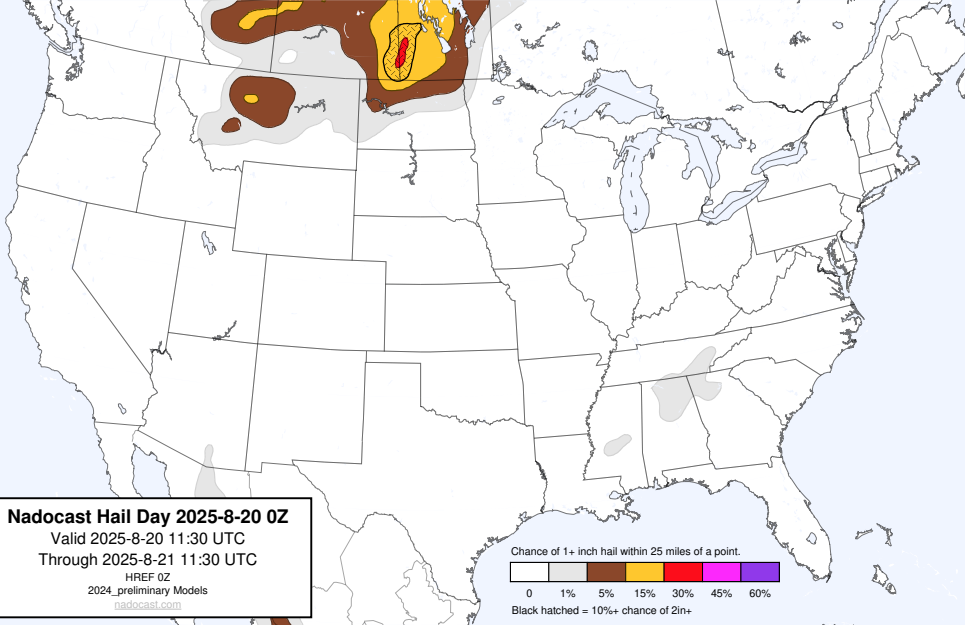 Nadocast Hail Day 2025-8-20 0Z
Valid 2025-8-20 11:30 UTC
Through 2025-8-21 11:30 UTC
HREF 0Z
2024_preliminary Models
nadocast.com
Chance of 1+ inch hail within 25 miles of a point.
0 1% 5% 15% 30% 45% 60%
Black hatched = 10%+ chance of 2in+